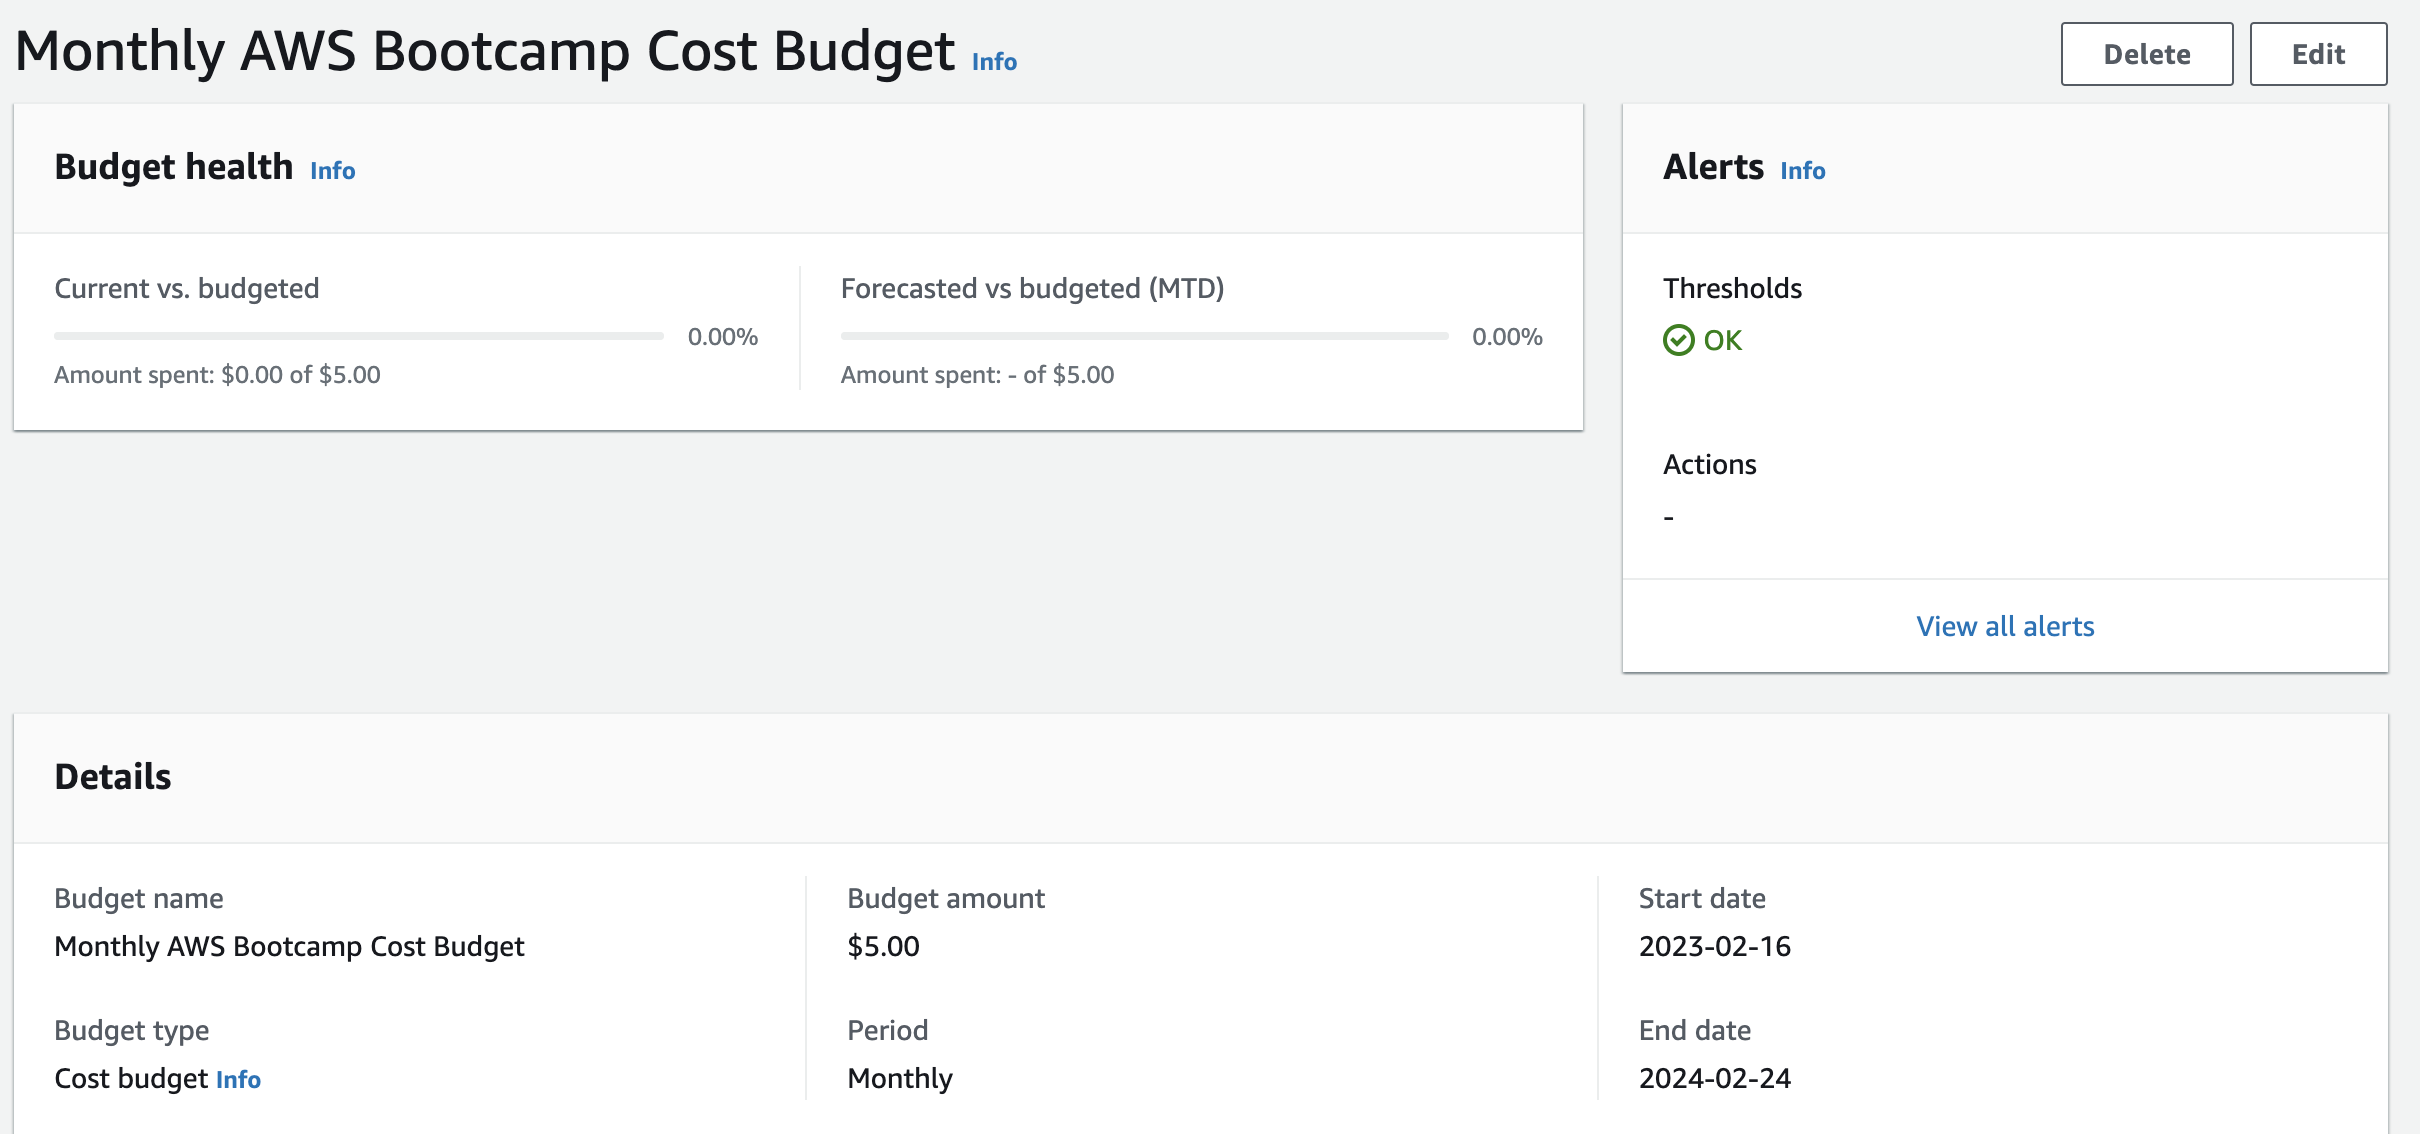 Monthly AWS Bootcamp Cost Budget Info
Delete
Edit
Budget health Info
Current vs. budgeted
0.00%
Amount spent: $0.00 of $5.00
Forecasted vs budgeted (MTD)
0.00%
Amount spent: - of $5.00
Alerts Info
Thresholds
OK
Actions
-
View all alerts
Details
Budget name
Monthly AWS Bootcamp Cost Budget
Budget type
Cost budget Info
Budget amount
$5.00
Period
Monthly
Start date
2023-02-16
End date
2024-02-24